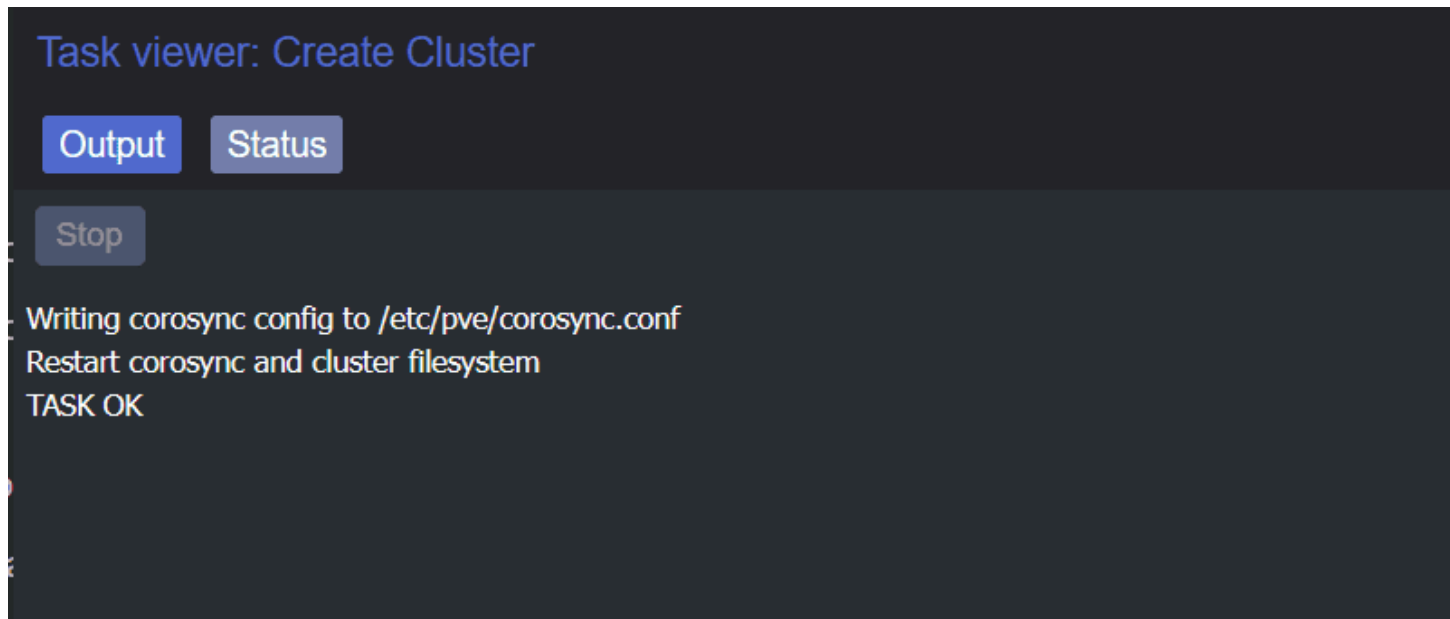 Task viewer: Create Cluster
Output Status
Stop
Writing corosync config to /etc/pve/corosync.conf
Restart corosync and cluster filesystem
TASK OK